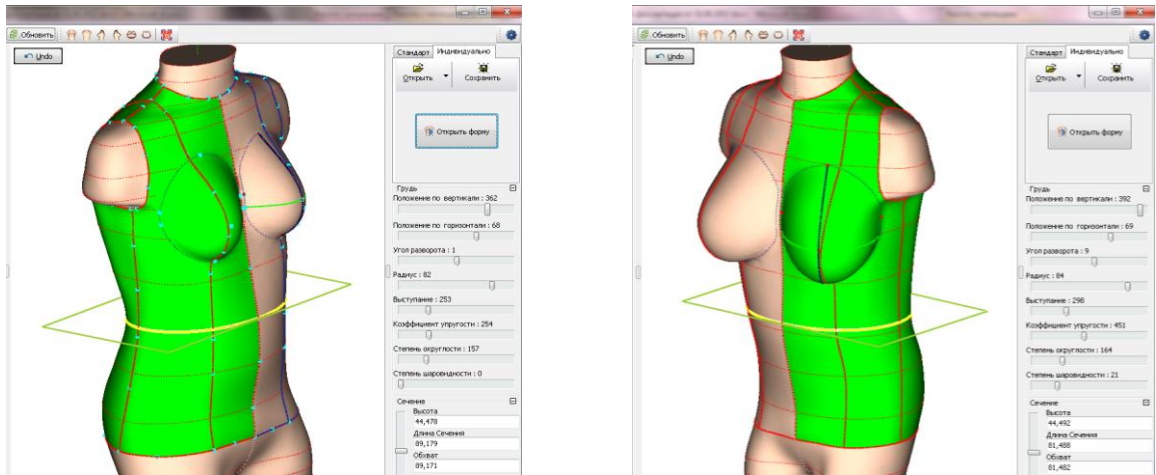 Обновить
Undo
Стандарт Индивидуально
Открыть Сохранить
Открыть форму
Грудь
Положение по вертикали : 362
Положение по горизонтали : 68
Угол разворота : 1
Радиус : 82
Выступание : 253
Коэффициент упругости : 254
Степень округлости : 157
Степень шаровидности : 0
Сечение
Высота
44,478
Длина Сечения
89,179
Обхват
89,171
Обновить
Undo
Стандарт Индивидуально
Открыть Сохранить
Открыть форму
Грудь
Положение по вертикали : 392
Положение по горизонтали : 69
Угол разворота : 9
Радиус : 84
Выступание : 298
Коэффициент упругости : 451
Степень округлости : 164
Степень шаровидности : 21
Сечение
Высота
44,492
Длина Сечения
81,488
Обхват
81,482